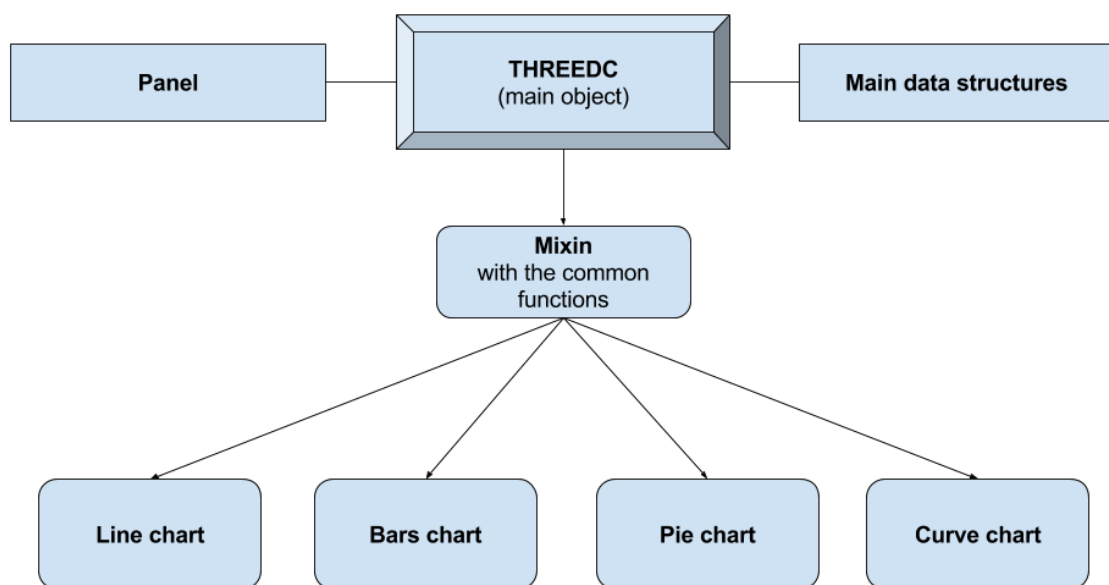 Panel
THREEDC
(main object)
Main data structures
Mixin
with the common
functions
Line chart
Bars chart
Pie chart
Curve chart